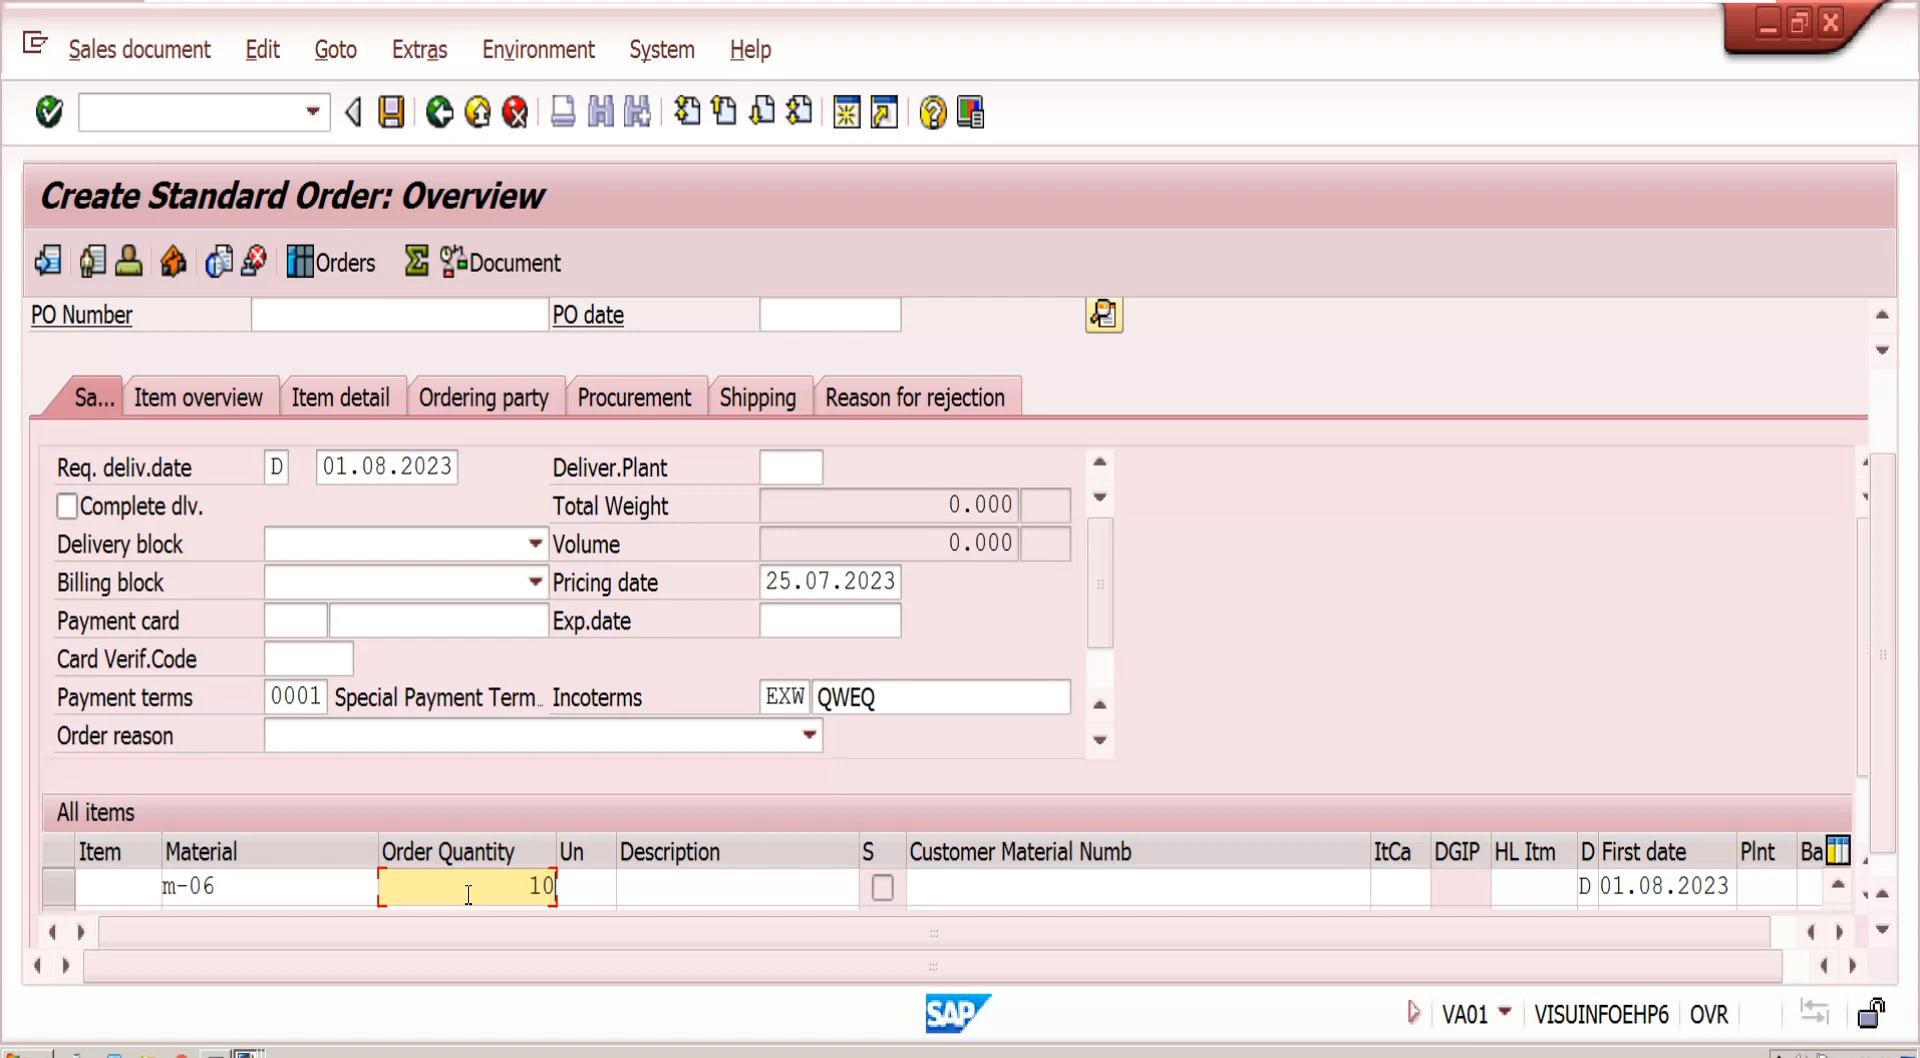 Sales document Edit Goto Extras Environment System Help
Create Standard Order: Overview
Orders Document
PO Number PO date
Sa... Item overview Item detail Ordering party Procurement Shipping Reason for rejection
Req. deliv.date D 01.08.2023 Deliver.Plant
Complete dlv. Total Weight 0.000
Delivery block Volume 0.000
Billing block Pricing date 25.07.2023
Payment card Exp.date
Card Verif.Code
Payment terms 0001 Special Payment Term... Incoterms EXW QWEQ
Order reason
All items
Item Material Order Quantity Un Description S Customer Material Numb ItCa DGIP HL Itm D First date Plnt Ba
m-06 10 D 01.08.2023
SAP VA01 VISUINFOEHP6 OVR